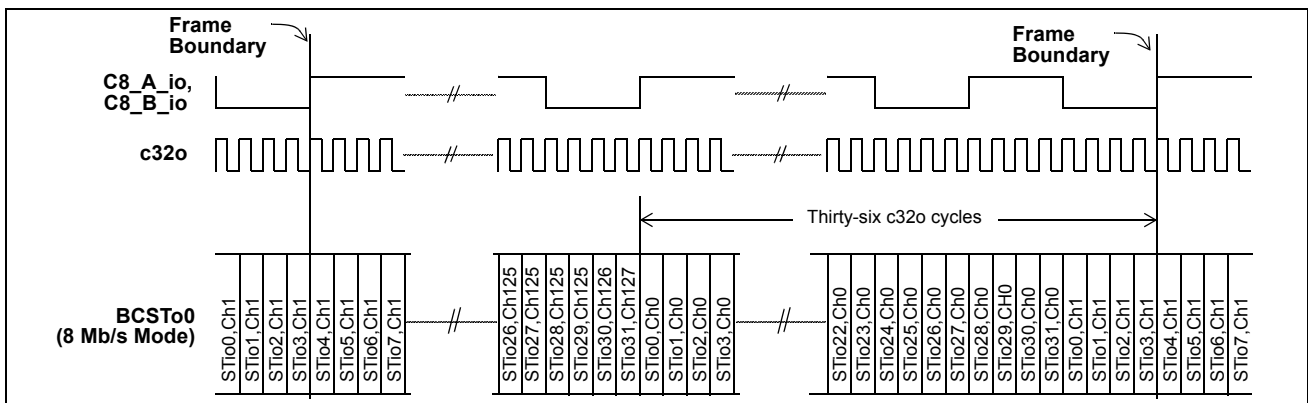 Frame
Boundary
Frame
Boundary
C8_A_io,
C8_B_io
c32o
Thirty-six c32o cycles
BCSTo0
(8 Mb/s Mode)
STio0,Ch1
STio1,Ch1
STio2,Ch1
STio3,Ch1
STio4,Ch1
STio5,Ch1
STio6,Ch1
STio7,Ch1
STio26,Ch125
STio27,Ch125
STio28,Ch125
STio29,Ch125
STio30,Ch126
STio31,Ch127
STio0,Ch0
STio1,Ch0
STio2,Ch0
STio3,Ch0
STio22,Ch0
STio23,Ch0
STio24,Ch0
STio25,Ch0
STio26,Ch0
STio27,Ch0
STio28,Ch0
STio29,CH0
STio30,Ch0
STio31,Ch0
STio0,Ch1
STio1,Ch1
STio2,Ch1
STio3,Ch1
STio4,Ch1
STio5,Ch1
STio6,Ch1
STio7,Ch1